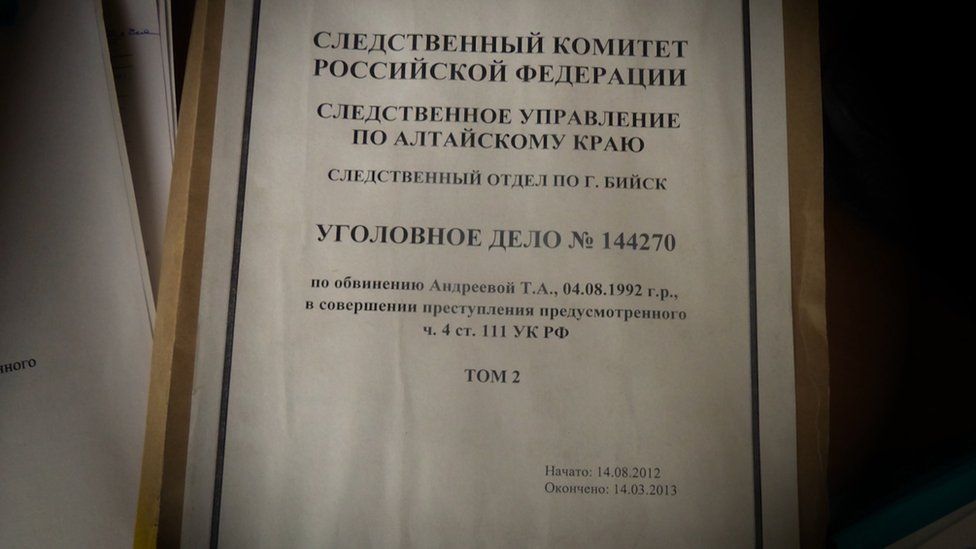 СЛЕДСТВЕННЫЙ КОМИТЕТ
РОССИЙСКОЙ ФЕДЕРАЦИИ
СЛЕДСТВЕННОЕ УПРАВЛЕНИЕ
ПО АЛТАЙСКОМУ КРАЮ
СЛЕДСТВЕННЫЙ ОТДЕЛ ПО Г. БИЙСК
УГОЛОВНОЕ ДЕЛО № 144270
по обвинению Андреевой Т.А., 04.08.1992 г.р.,
в совершении преступления предусмотренного
ч. 4 ст. 111 УК РФ
ТОМ 2
Начато: 14.08.2012
Окончено: 14.03.2013